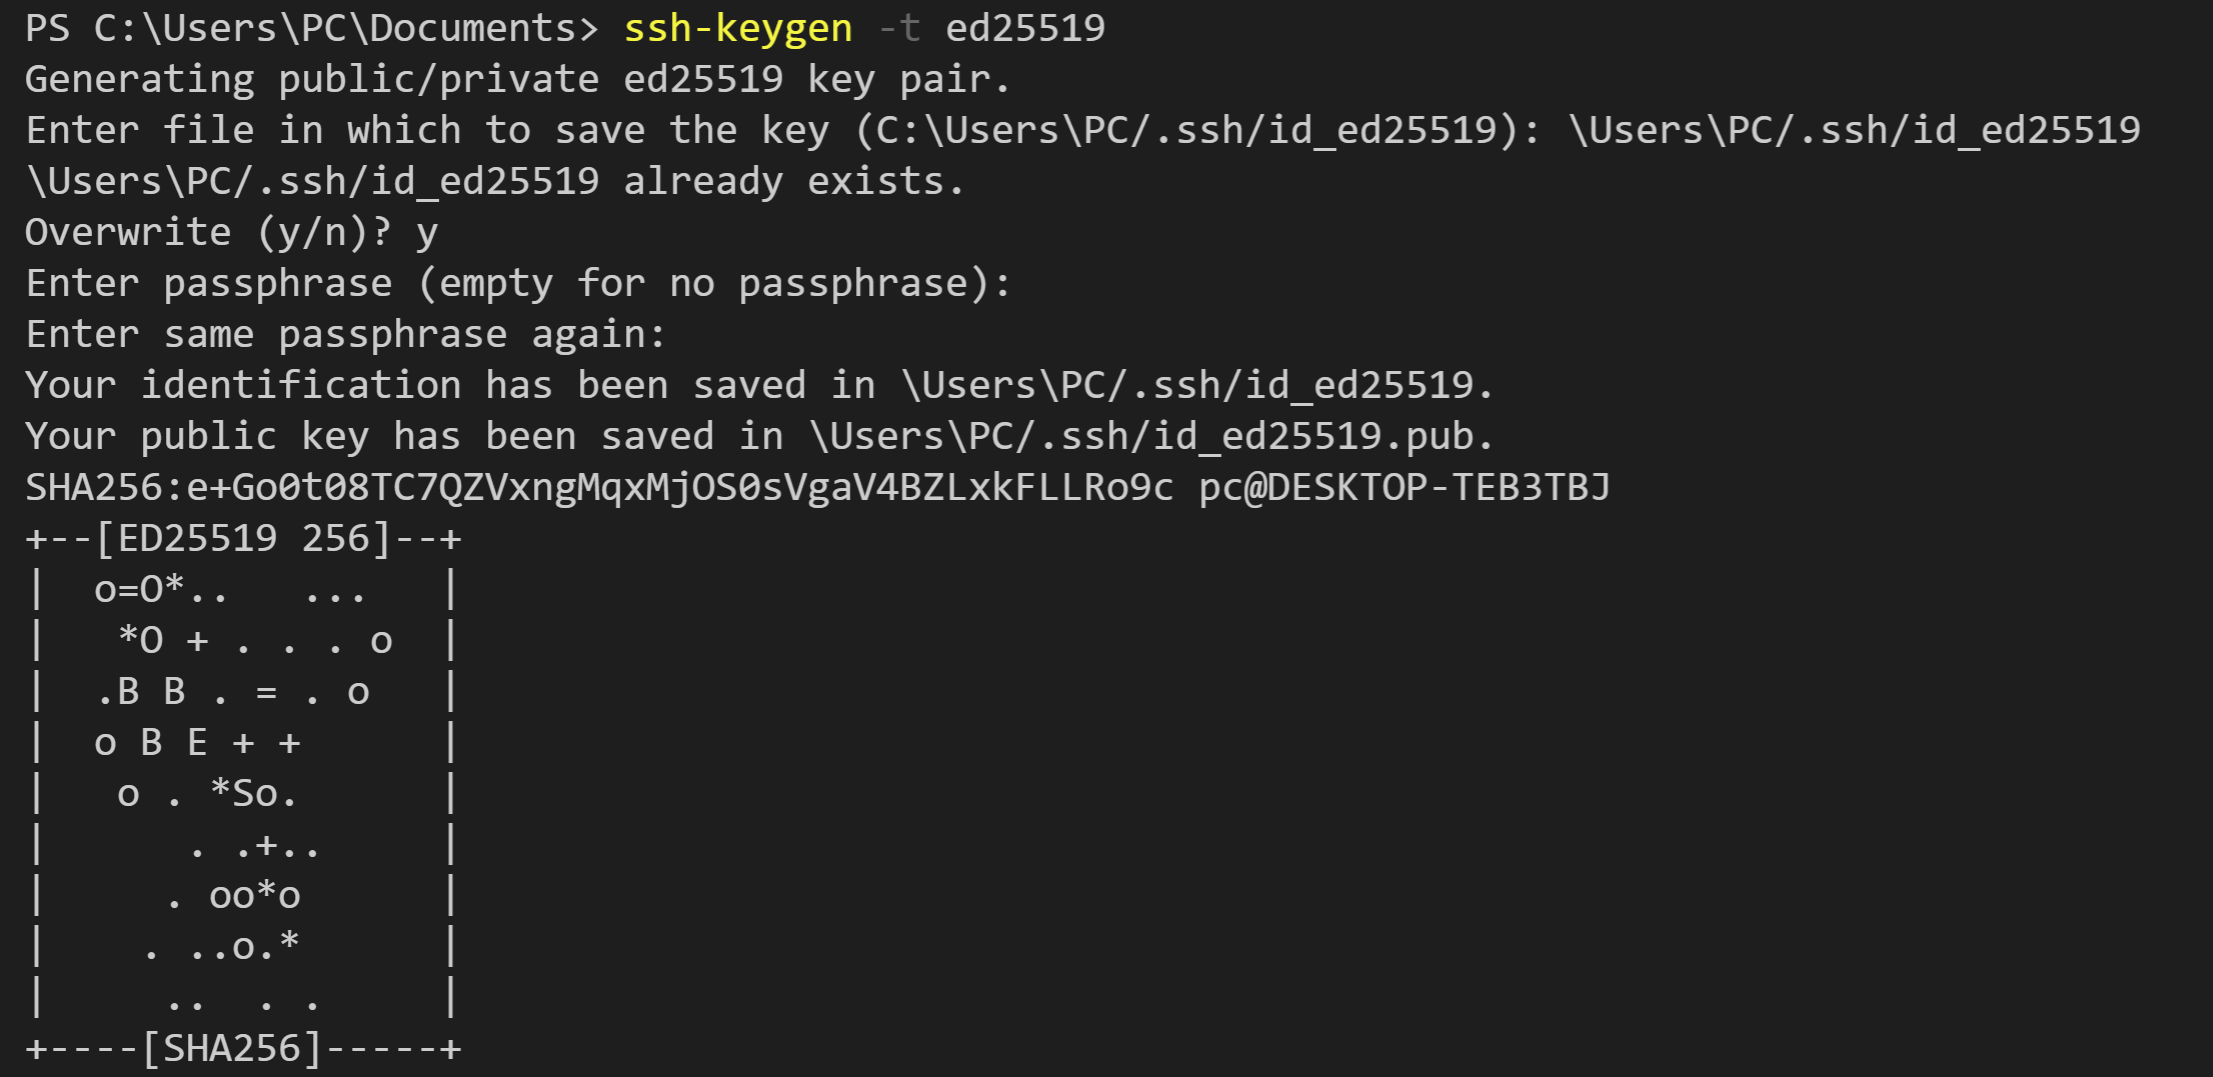 PS C:\Users\PC\Documents> ssh-keygen -t ed25519
Generating public/private ed25519 key pair.
Enter file in which to save the key (C:\Users\PC/.ssh/id_ed25519): \Users\PC/.ssh/id_ed25519
\Users\PC/.ssh/id_ed25519 already exists.
Overwrite (y/n)? y
Enter passphrase (empty for no passphrase):
Enter same passphrase again:
Your identification has been saved in \Users\PC/.ssh/id_ed25519.
Your public key has been saved in \Users\PC/.ssh/id_ed25519.pub.
SHA256:e+Go0t08TC7QZVxngMqxMjOS0sVgaV4BZLxkFLLRo9c pc@DESKTOP-TEB3TBJ
+--[ED25519 256]--+
|  o=O*..   ...   |
|   *O + . . . o  |
|  .B B . = . o   |
|  o B E + +      |
|   o . *So.      |
|      . .+..     |
|     . oo*o      |
|    . ..o.*      |
|     ..  . .     |
+----[SHA256]-----+